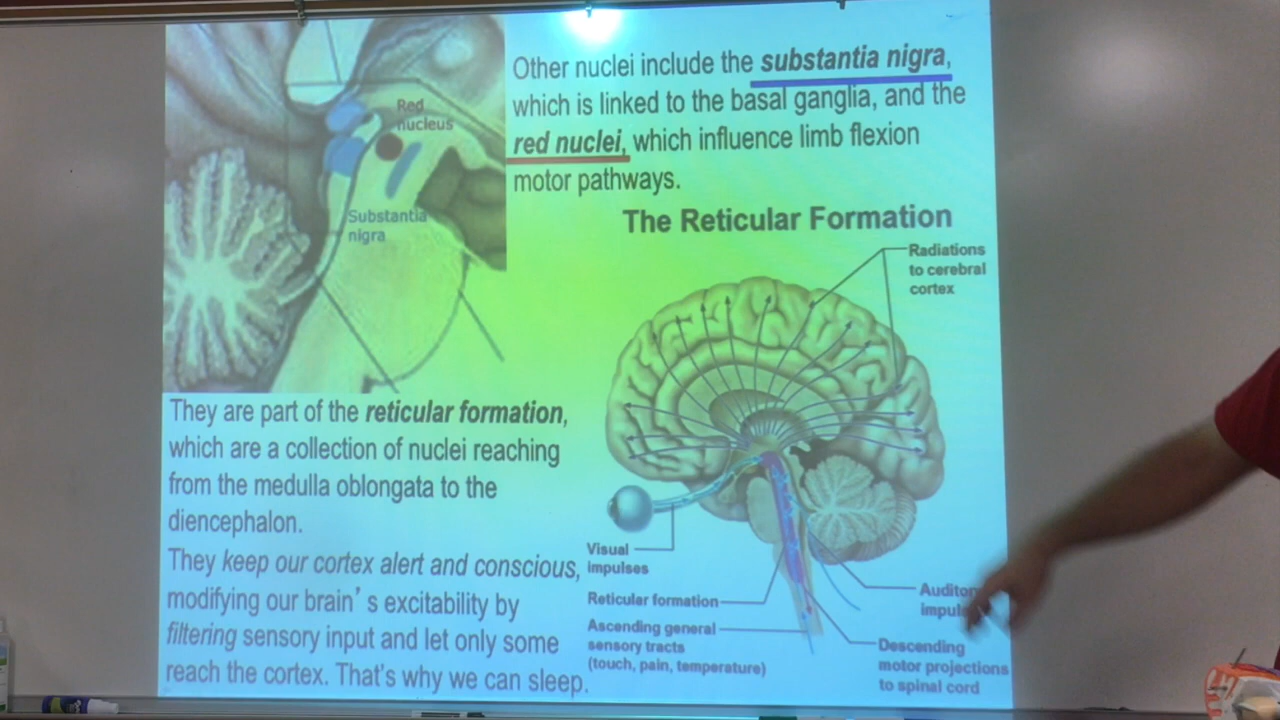 Other nuclei include the substantia nigra,
which is linked to the basal ganglia, and the
red nuclei, which influence limb flexion
motor pathways.
Red
nucleus
Substantia
nigra
The Reticular Formation
Radiations
to cerebral
cortex
They are part of the reticular formation,
which are a collection of nuclei reaching
from the medulla oblongata to the
diencephalon.
They keep our cortex alert and conscious,
modifying our brain's excitability by
filtering sensory input and let only some
reach the cortex. That's why we can sleep.
Visual
impulses
Reticular formation
Ascending general
sensory tracts
(touch, pain, temperature)
Descending
motor projections
to spinal cord